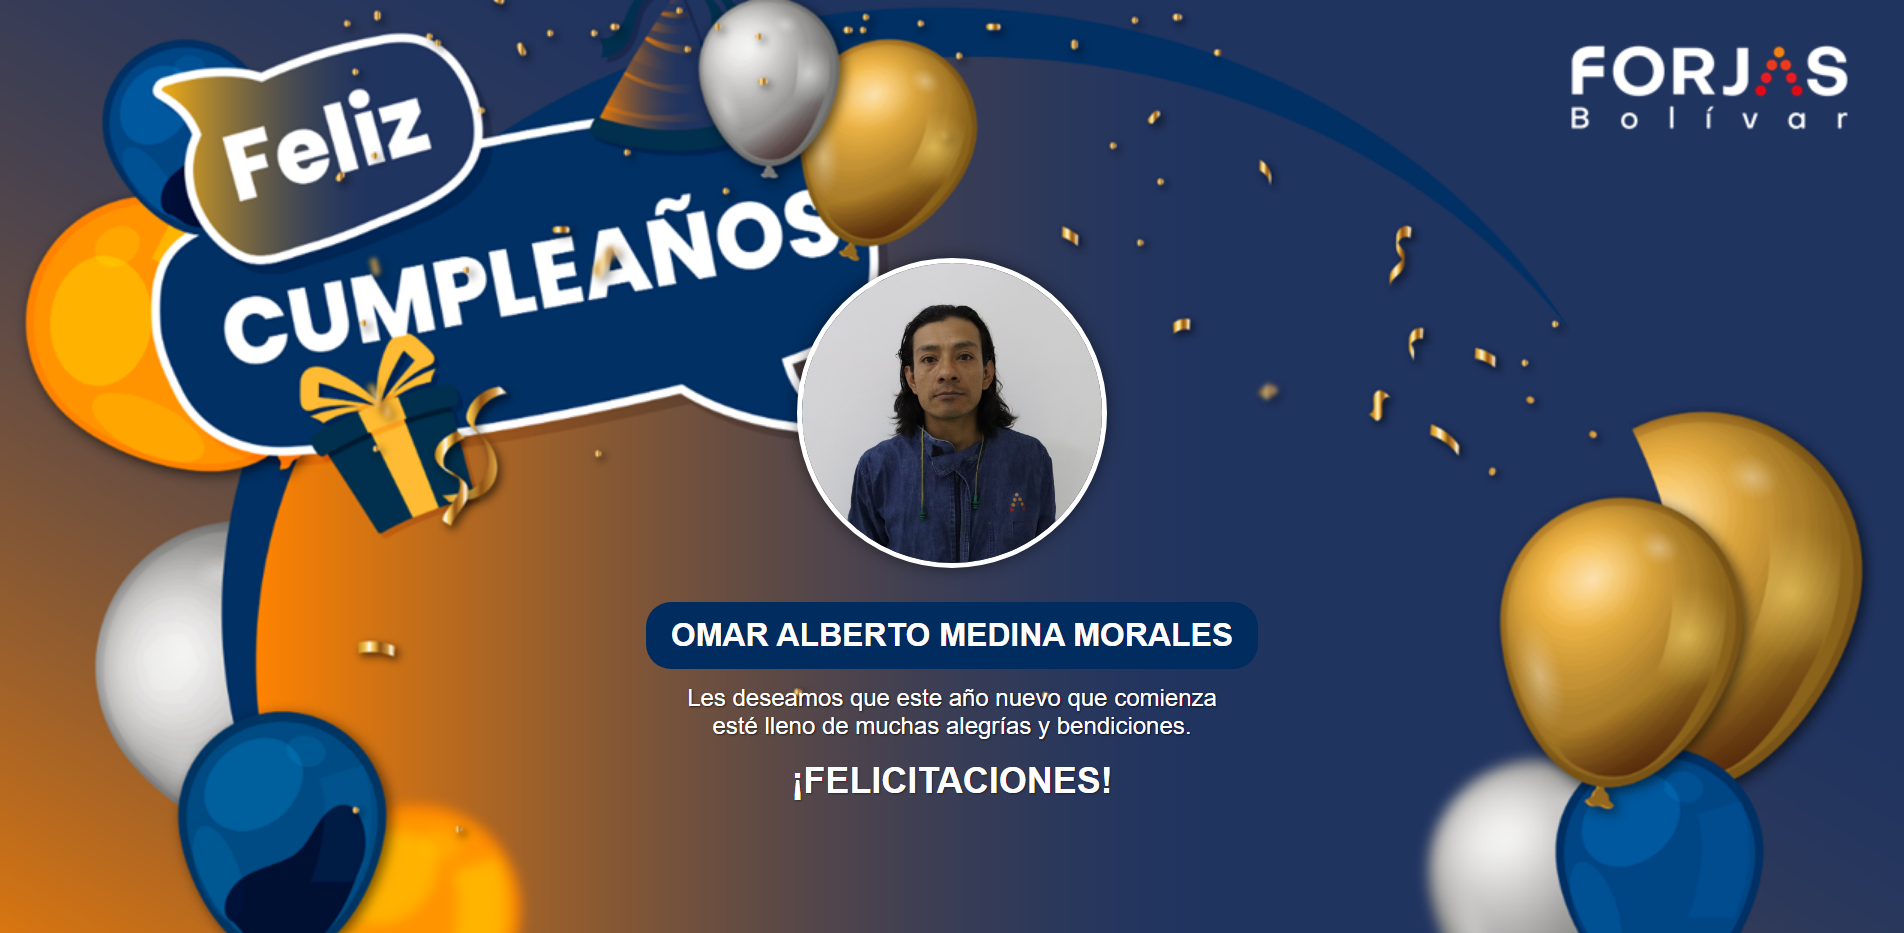 Feliz
CUMPLEAÑOS
FORJAS
Bolívar
OMAR ALBERTO MEDINA MORALES
Les deseamos que este año nuevo que comienza
esté lleno de muchas alegrías y bendiciones.
¡FELICITACIONES!